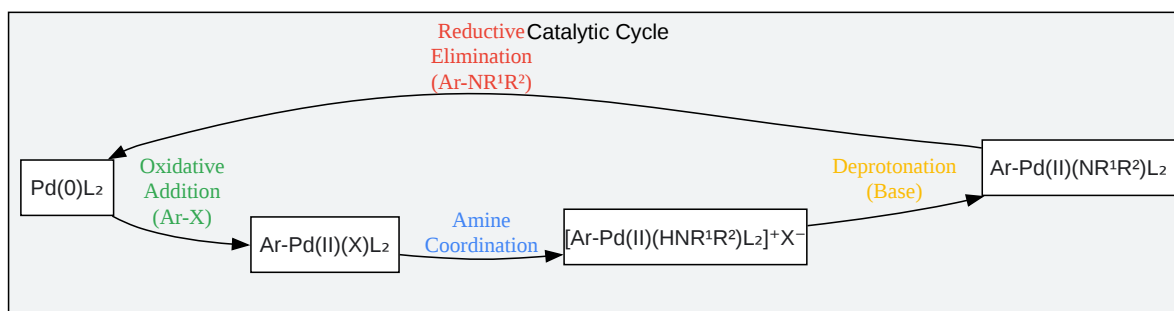 Catalytic Cycle
Reductive
Elimination
(Ar-NR¹R²)
Pd(0)L₂
Oxidative
Addition
(Ar-X)
Ar-Pd(II)(X)L₂
Amine
Coordination
[Ar-Pd(II)(HNR¹R²)L₂]⁺X⁻
Deprotonation
(Base)
Ar-Pd(II)(NR¹R²)L₂